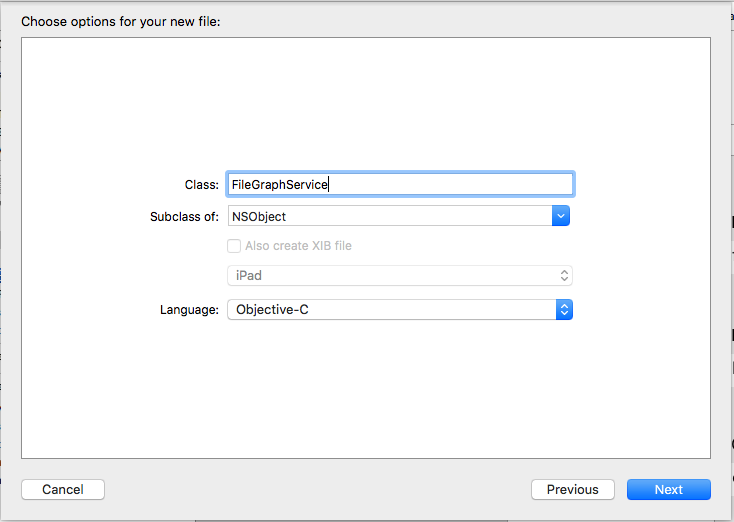 Choose options for your new file:
Class: FileGraphService
Subclass of: NSObject
Also create XIB file
iPad
Language: Objective-C
Cancel Previous Next